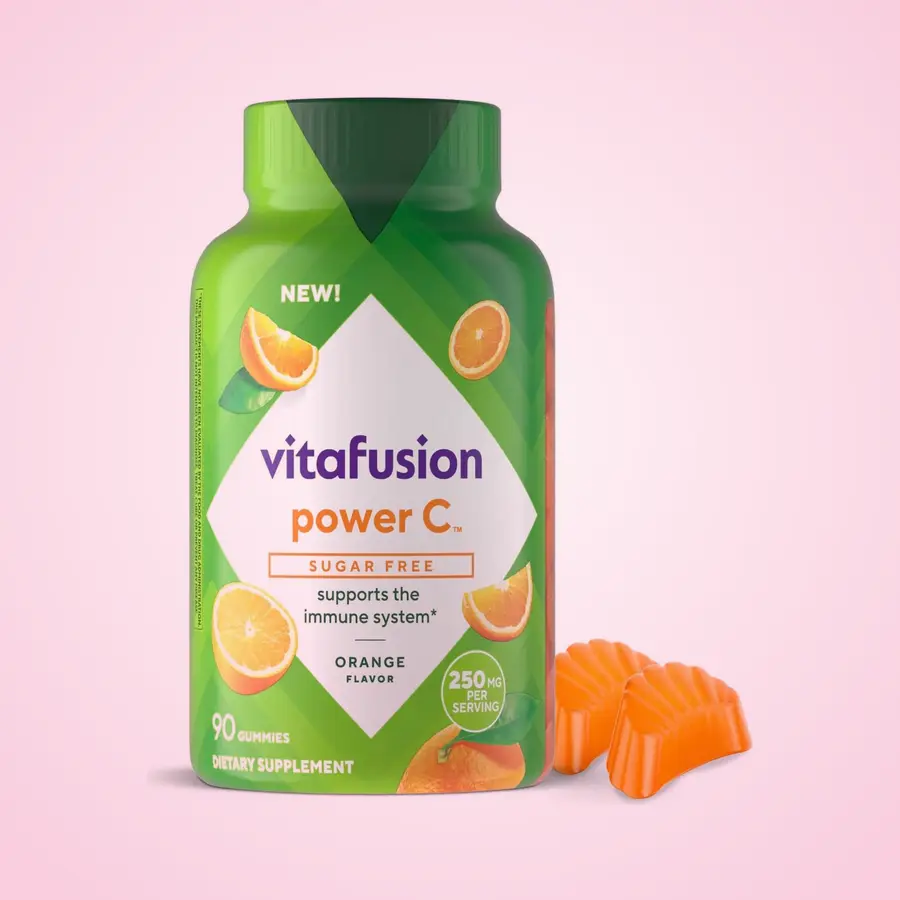 NEW!
vitafusion
power C™
SUGAR FREE
supports the
immune system*
ORANGE
FLAVOR
250 MG
PER
SERVING
90 GUMMIES
DIETARY SUPPLEMENT